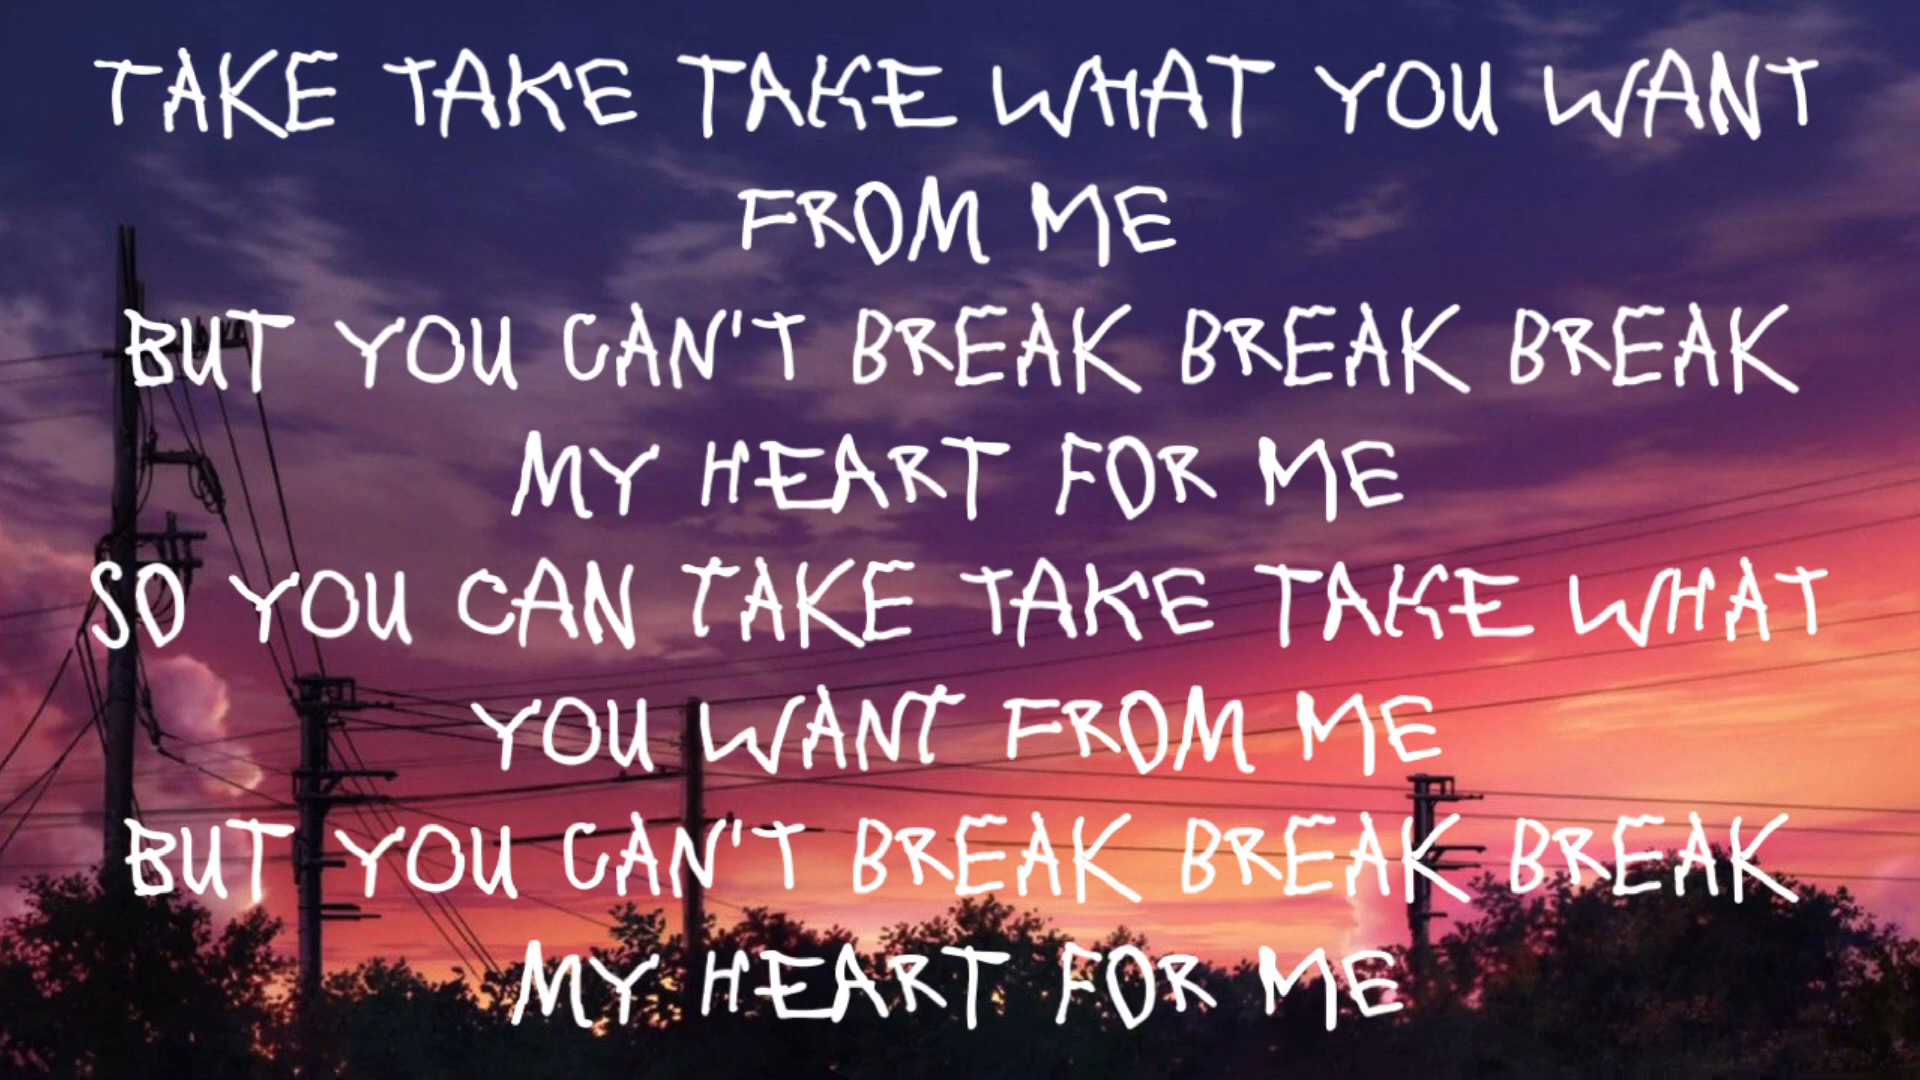 TAKE TAKE TAKE WHAT YOU WANT
FROM ME
BUT YOU CAN'T BREAK BREAK BREAK
MY HEART FOR ME
SO YOU CAN TAKE TAKE TAKE WHAT
YOU WANT FROM ME
BUT YOU CAN'T BREAK BREAK BREAK
MY HEART FOR ME